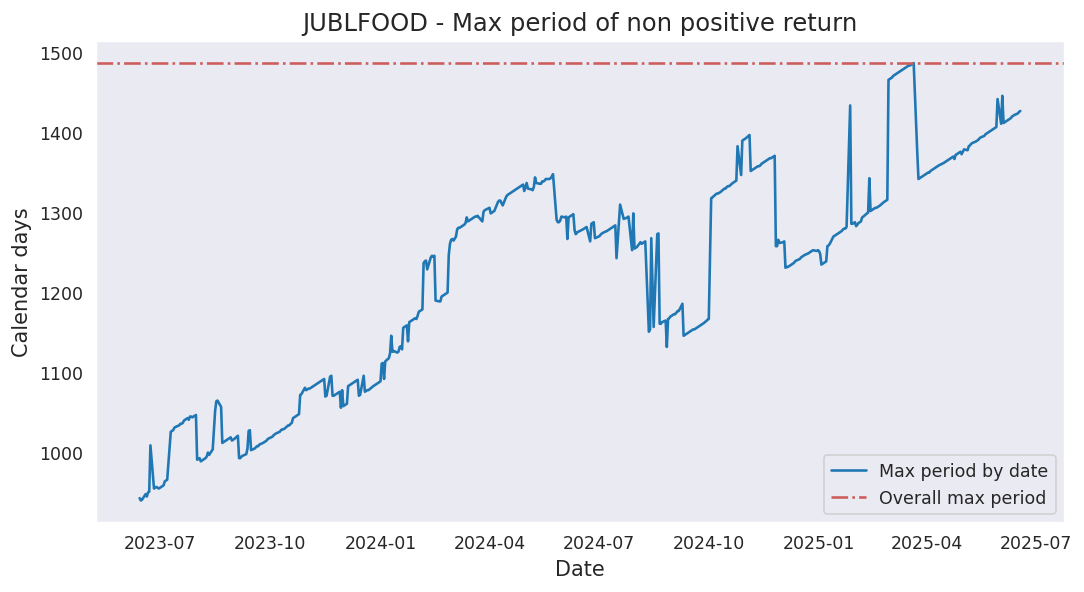 JUBLFOOD - Max period of non positive return
Calendar days
1500
1400
1300
1200
1100
1000
Max period by date
Overall max period
2023-07 2023-10 2024-01 2024-04 2024-07 2024-10 2025-01 2025-04 2025-07
Date